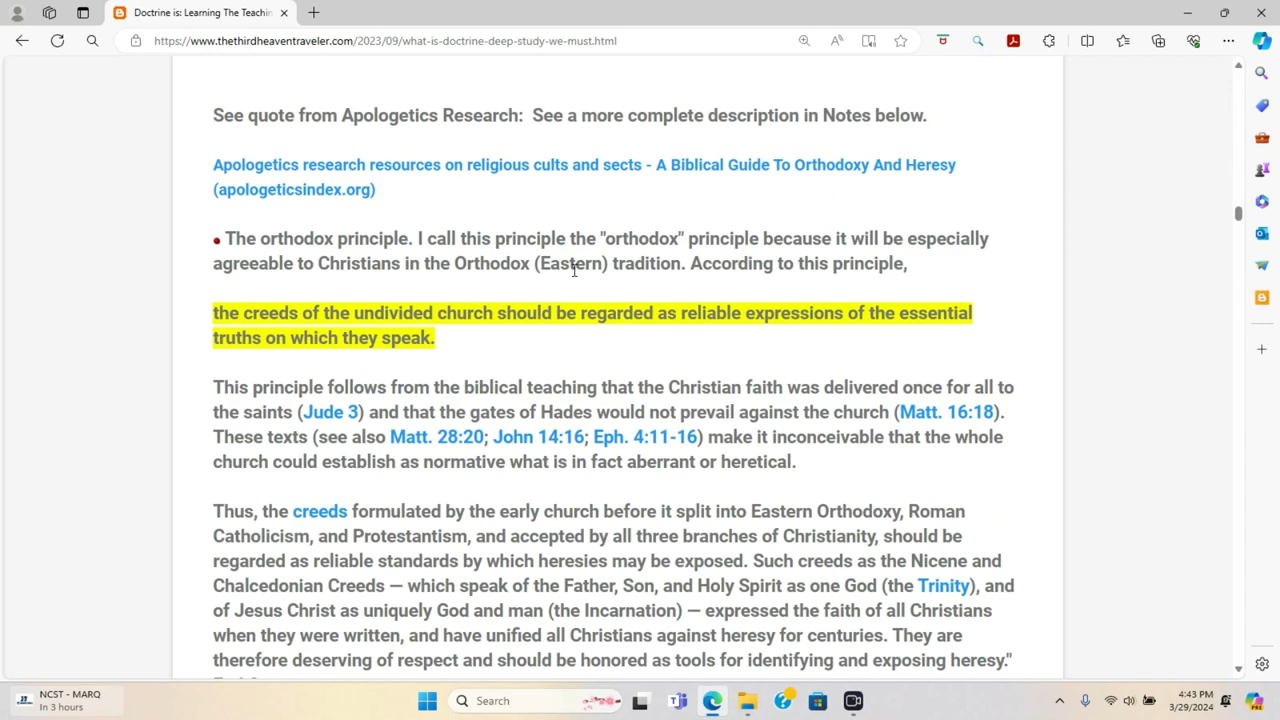 Doctrine is: Learning The Teachin
https://www.thethirdheaventraveler.com/2023/09/what-is-doctrine-deep-study-we-must.html
See quote from Apologetics Research:  See a more complete description in Notes below.
Apologetics research resources on religious cults and sects - A Biblical Guide To Orthodoxy And Heresy
(apologeticsindex.org)
The orthodox principle. I call this principle the "orthodox" principle because it will be especially
agreeable to Christians in the Orthodox (Eastern) tradition. According to this principle,
the creeds of the undivided church should be regarded as reliable expressions of the essential
truths on which they speak.
This principle follows from the biblical teaching that the Christian faith was delivered once for all to
the saints (Jude 3) and that the gates of Hades would not prevail against the church (Matt. 16:18).
These texts (see also Matt. 28:20; John 14:16; Eph. 4:11-16) make it inconceivable that the whole
church could establish as normative what is in fact aberrant or heretical.
Thus, the creeds formulated by the early church before it split into Eastern Orthodoxy, Roman
Catholicism, and Protestantism, and accepted by all three branches of Christianity, should be
regarded as reliable standards by which heresies may be exposed. Such creeds as the Nicene and
Chalcedonian Creeds — which speak of the Father, Son, and Holy Spirit as one God (the Trinity), and
of Jesus Christ as uniquely God and man (the Incarnation) — expressed the faith of all Christians
when they were written, and have unified all Christians against heresy for centuries. They are
therefore deserving of respect and should be honored as tools for identifying and exposing heresy."
NCST - MARQ
In 3 hours
Search
4:43 PM
3/29/2024